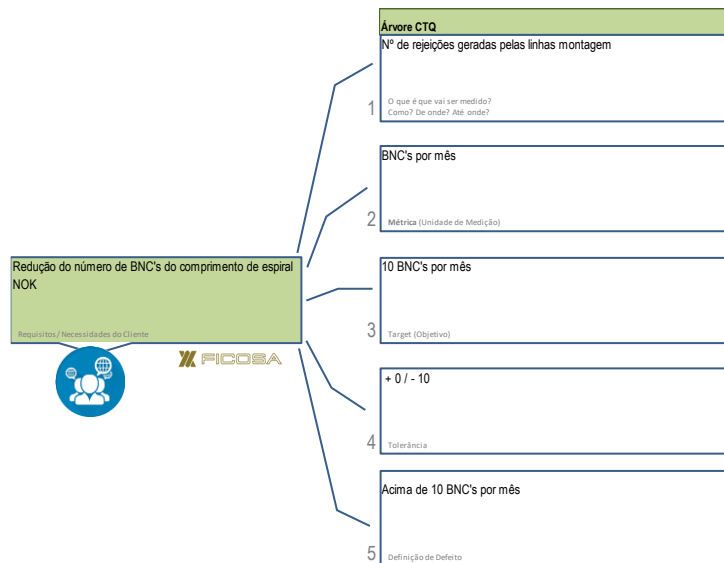 Árvore CTQ
Nº de rejeições geradas pelas linhas montagem
1
O que é que vai ser medido?
Como? De onde? Até onde?
BNC's por mês
2
Métrica (Unidade de Medição)
Redução do número de BNC's do comprimento de espiral
NOK
Requisitos/Necessidades do Cliente
FICOSA
10 BNC's por mês
3
Target (Objetivo)
+ 0 / - 10
4
Tolerância
Acima de 10 BNC's por mês
5
Definição de Defeito